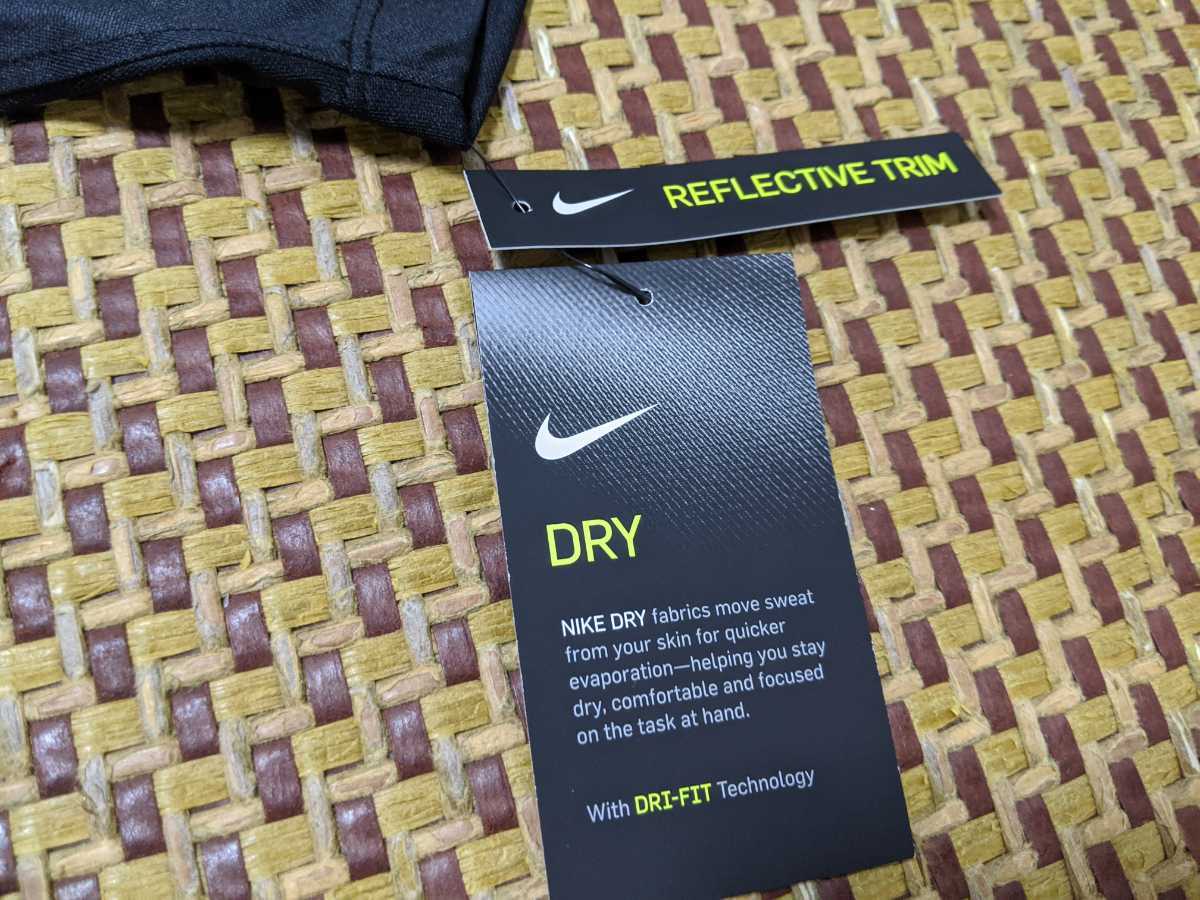 REFLECTIVE TRIM
DRY
NIKE DRY fabrics move sweat
from your skin for quicker
evaporation—helping you stay
dry, comfortable and focused
on the task at hand.
With DRI-FIT Technology